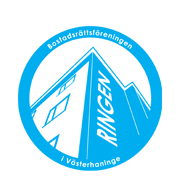 Bostadsrättsföreningen
RINGEN
i Västerhaninge